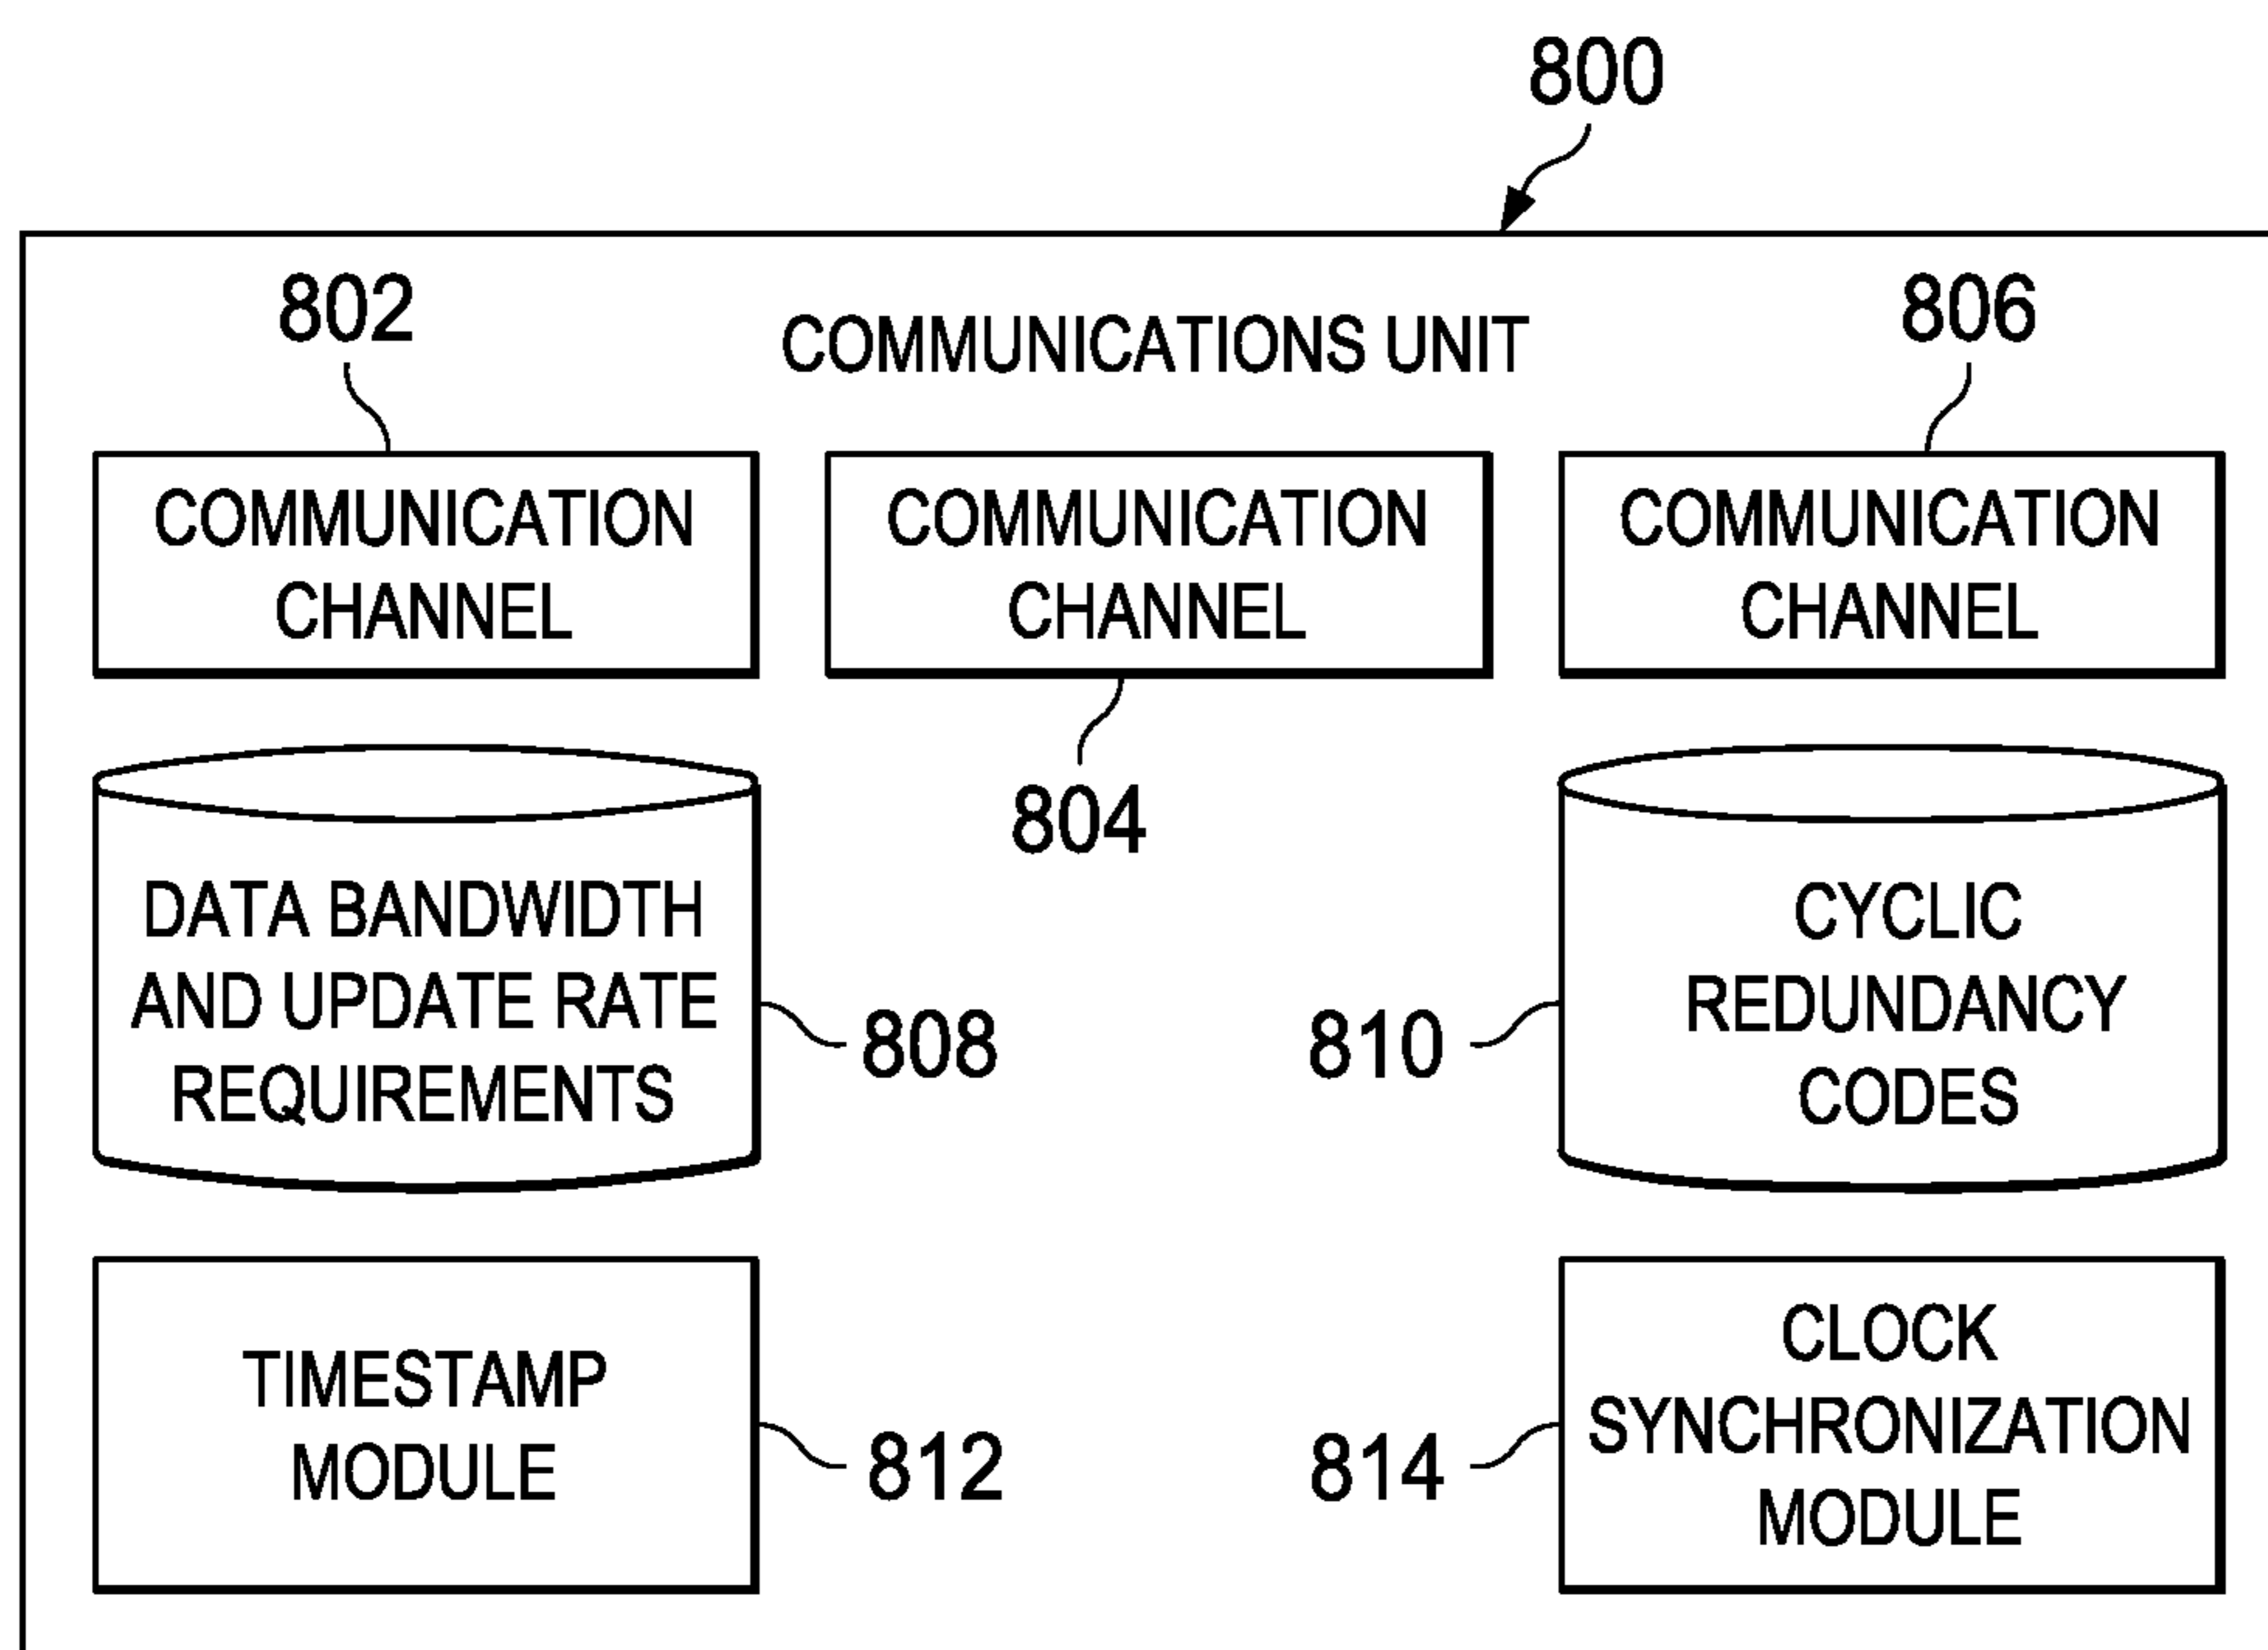 800
802
COMMUNICATIONS UNIT
806
COMMUNICATION
CHANNEL
COMMUNICATION
CHANNEL
COMMUNICATION
CHANNEL
804
DATA BANDWIDTH
AND UPDATE RATE
REQUIREMENTS
808
810
CYCLIC
REDUNDANCY
CODES
TIMESTAMP
MODULE
812
814
CLOCK
SYNCHRONIZATION
MODULE